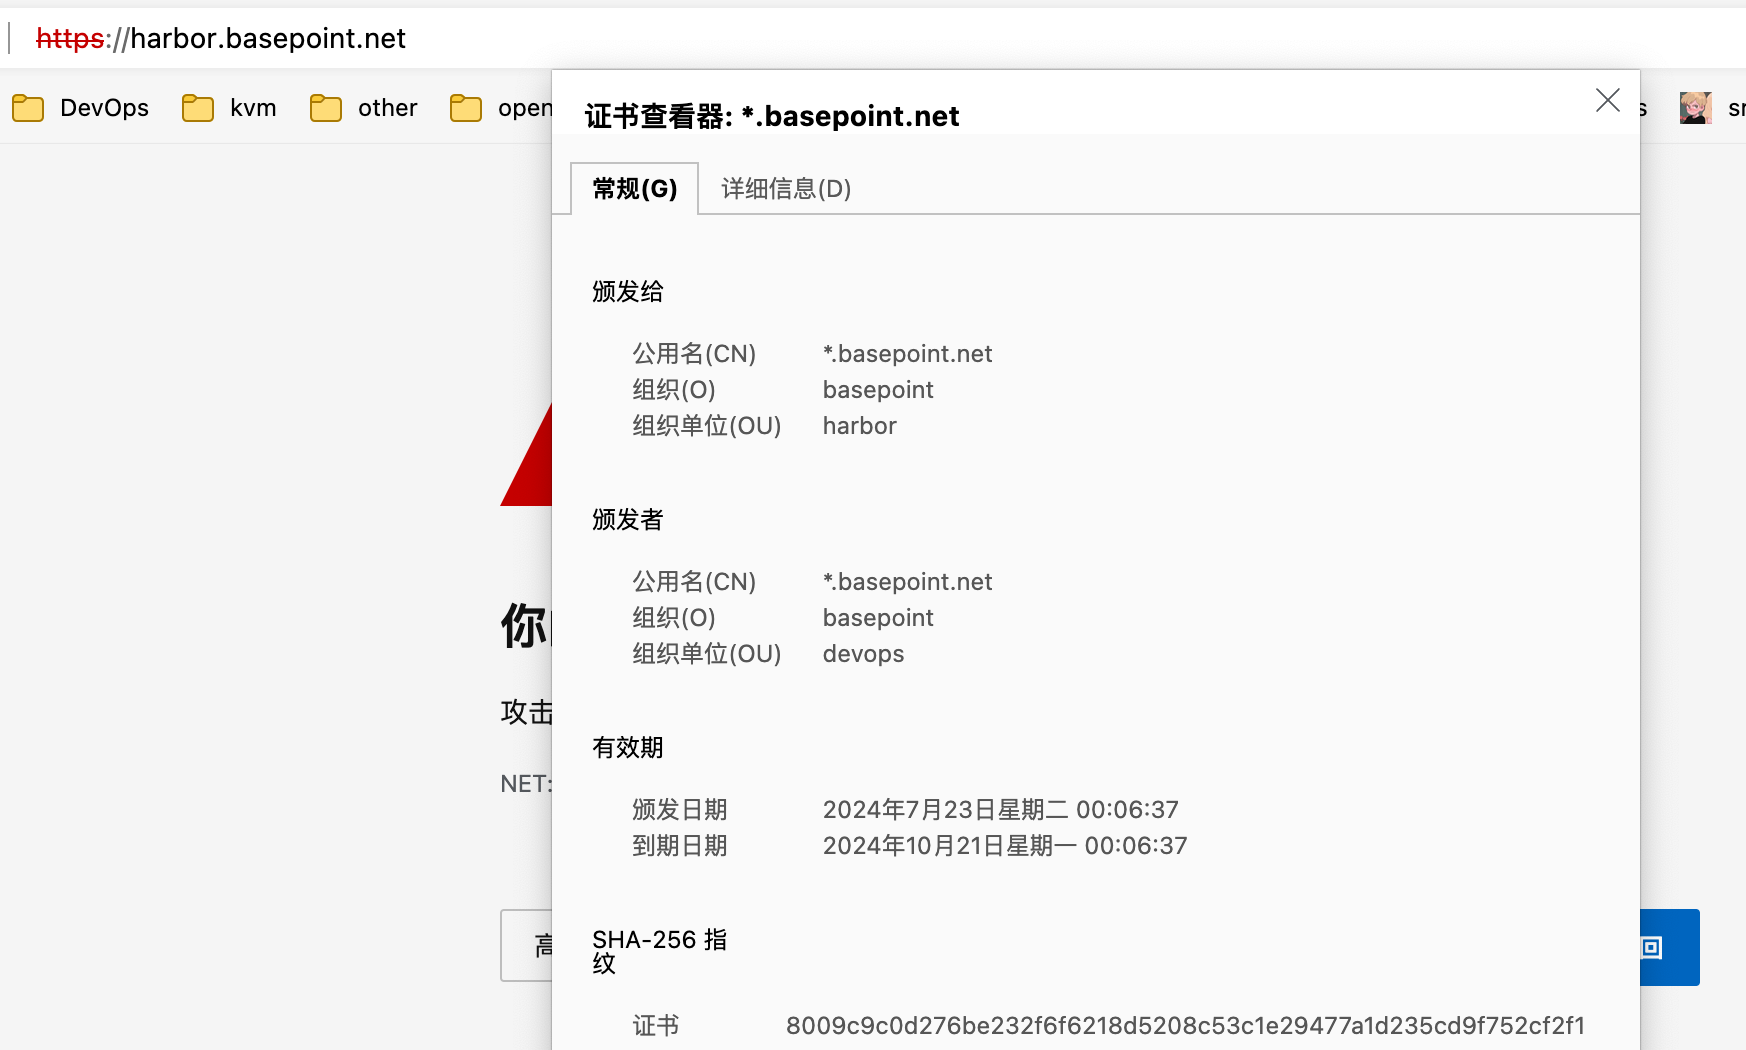 https://harbor.basepoint.net
DevOps kvm other open
证书查看器: *.basepoint.net
常规(G) 详细信息(D)
颁发给
公用名(CN) *.basepoint.net
组织(O) basepoint
组织单位(OU) harbor
颁发者
公用名(CN) *.basepoint.net
组织(O) basepoint
组织单位(OU) devops
有效期
颁发日期 2024年7月23日星期二 00:06:37
到期日期 2024年10月21日星期一 00:06:37
SHA-256 指
纹
证书 8009c9c0d276be232f6f6218d5208c53c1e29477a1d235cd9f752cf2f1
你
攻击
NET:
高
回